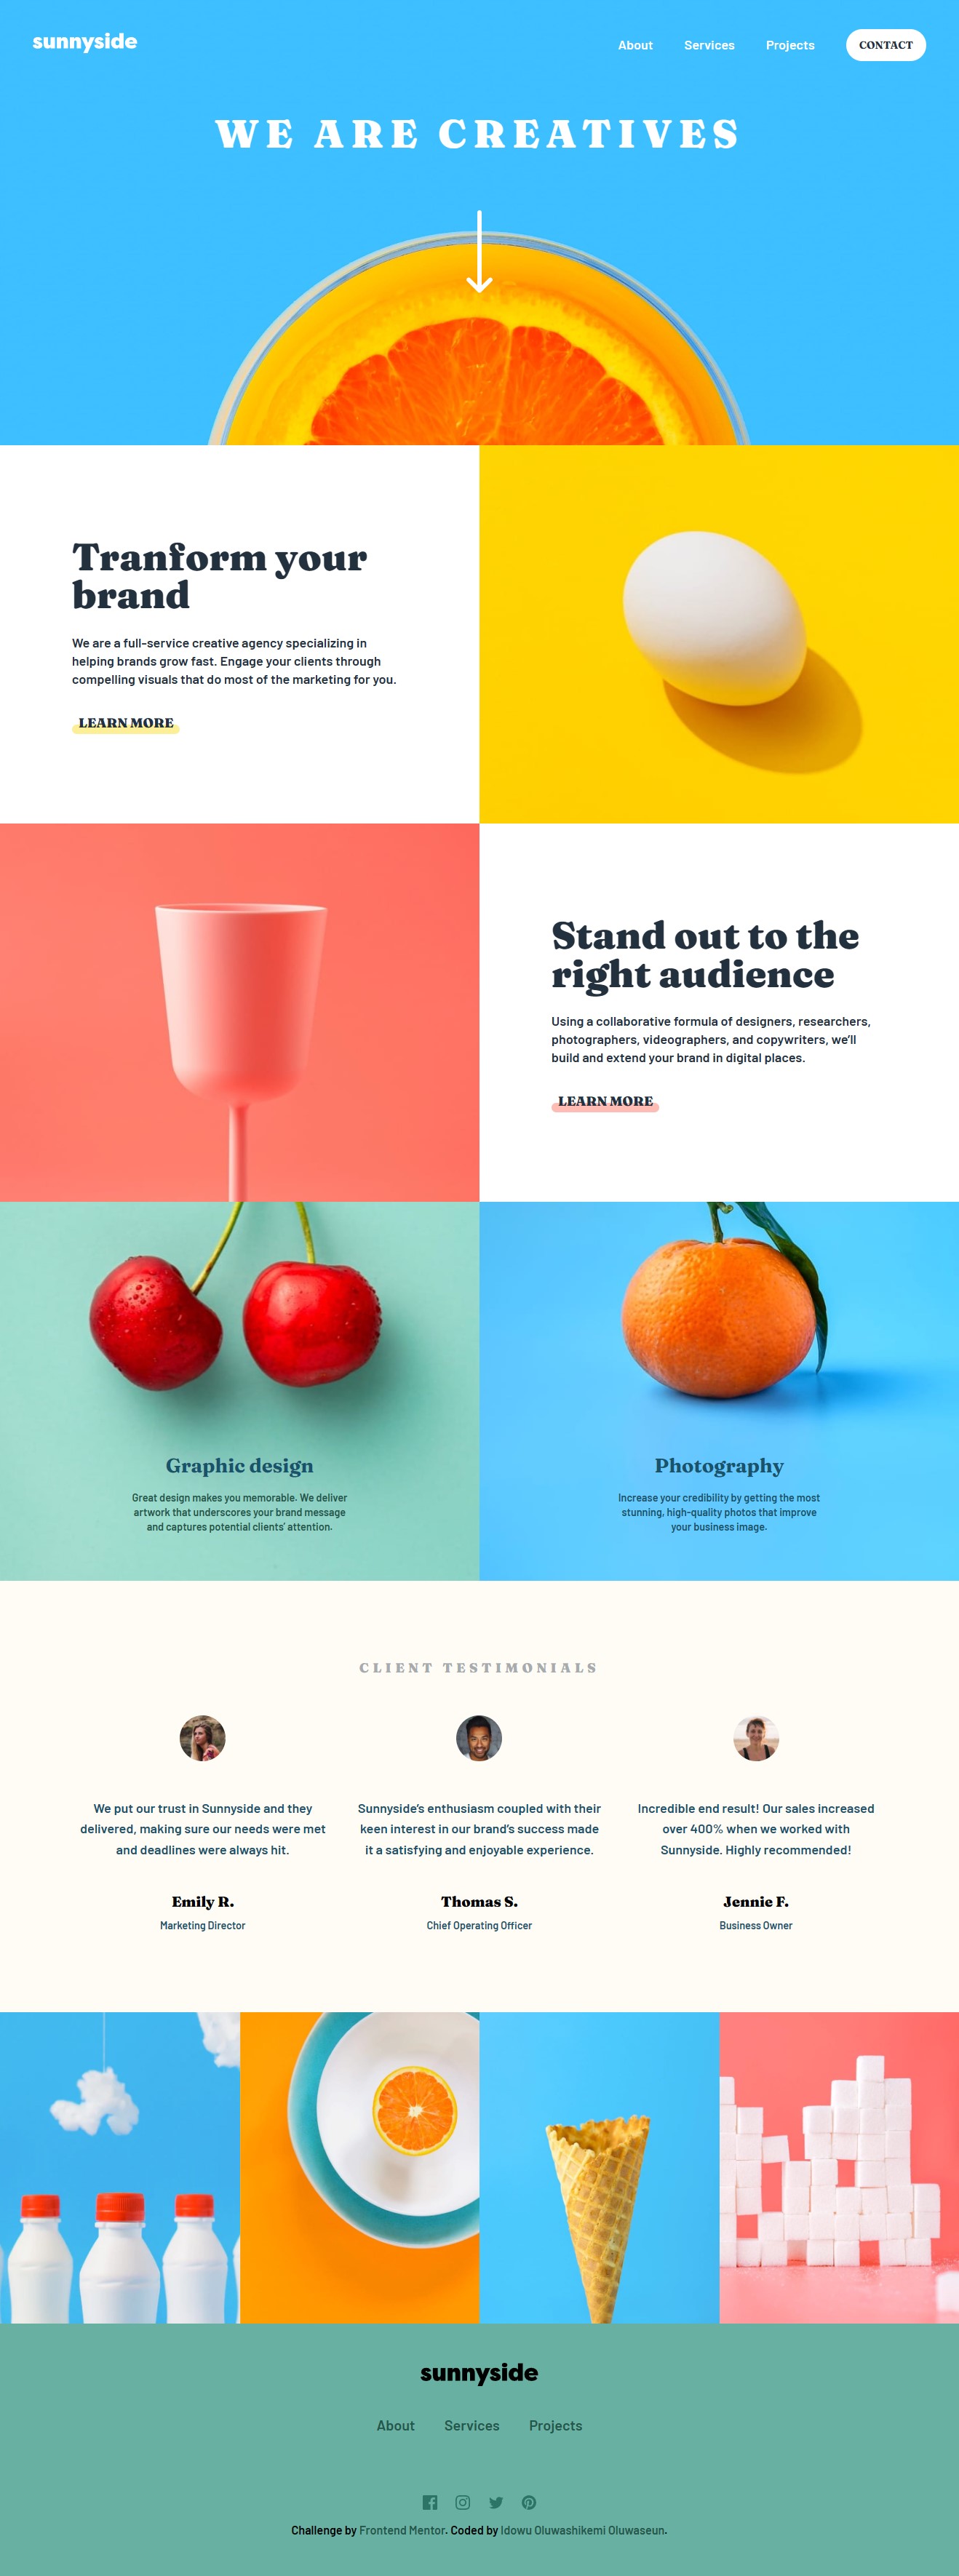 sunnyside
About Services Projects CONTACT
WE ARE CREATIVES
Tranform your
brand
We are a full-service creative agency specializing in
helping brands grow fast. Engage your clients through
compelling visuals that do most of the marketing for you.
LEARN MORE
Stand out to the
right audience
Using a collaborative formula of designers, researchers,
photographers, videographers, and copywriters, we’ll
build and extend your brand in digital places.
LEARN MORE
Graphic design
Great design makes you memorable. We deliver
artwork that underscores your brand message
and captures potential clients’ attention.
Photography
Increase your credibility by getting the most
stunning, high-quality photos that improve
your business image.
CLIENT TESTIMONIALS
We put our trust in Sunnyside and they
delivered, making sure our needs were met
and deadlines were always hit.
Emily R.
Marketing Director
Sunnyside’s enthusiasm coupled with their
keen interest in our brand’s success made
it a satisfying and enjoyable experience.
Thomas S.
Chief Operating Officer
Incredible end result! Our sales increased
over 400% when we worked with
Sunnyside. Highly recommended!
Jennie F.
Business Owner
sunnyside
About Services Projects
Challenge by Frontend Mentor. Coded by Idowu Oluwashikemi Oluwaseun.